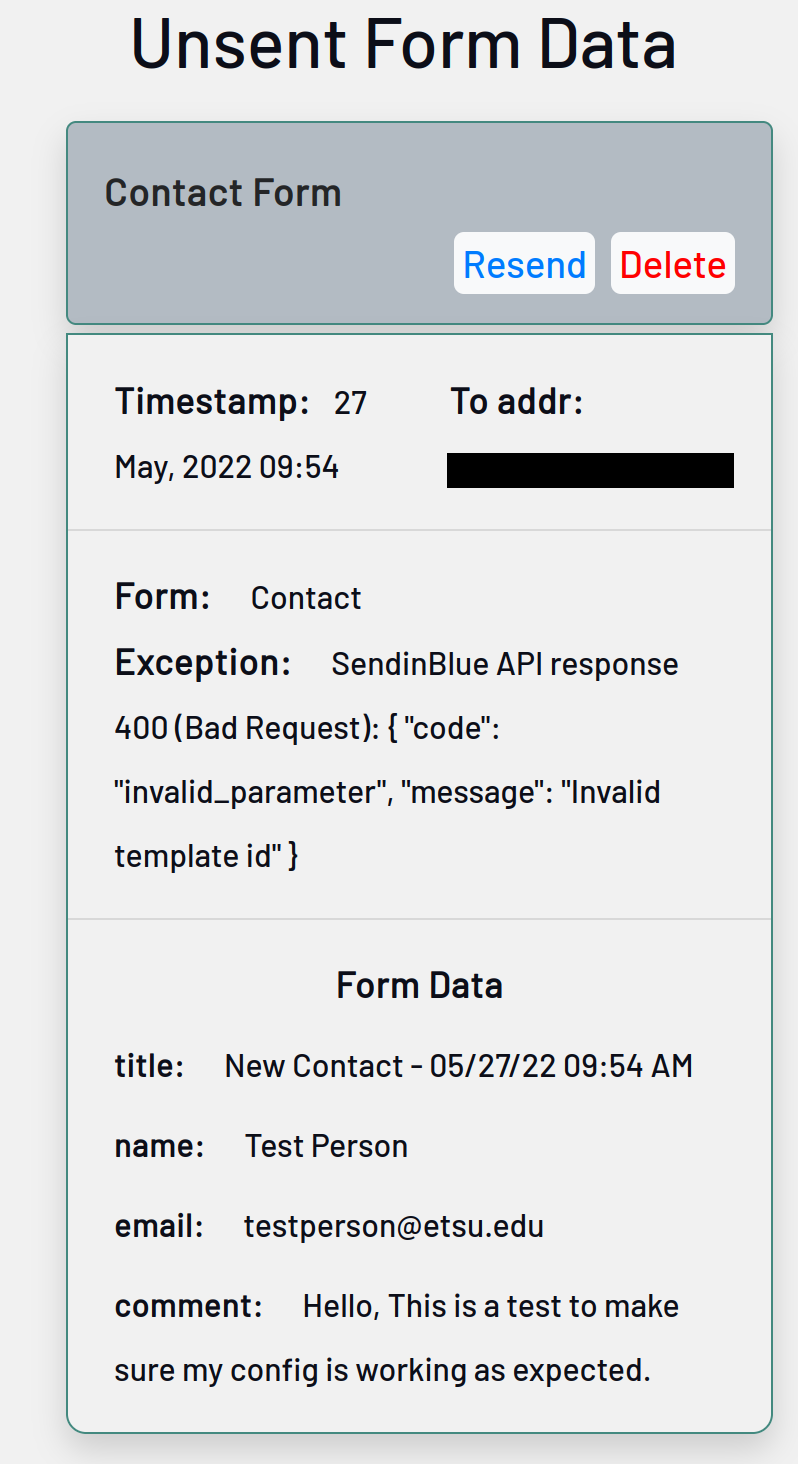 Unsent Form Data
Contact Form
Resend Delete
Timestamp: 27
May, 2022 09:54
To addr:
Form: Contact
Exception: SendinBlue API response
400 (Bad Request): { "code":
"invalid_parameter", "message": "Invalid
template id" }
Form Data
title: New Contact - 05/27/22 09:54 AM
name: Test Person
email: testperson@etsu.edu
comment: Hello, This is a test to make
sure my config is working as expected.